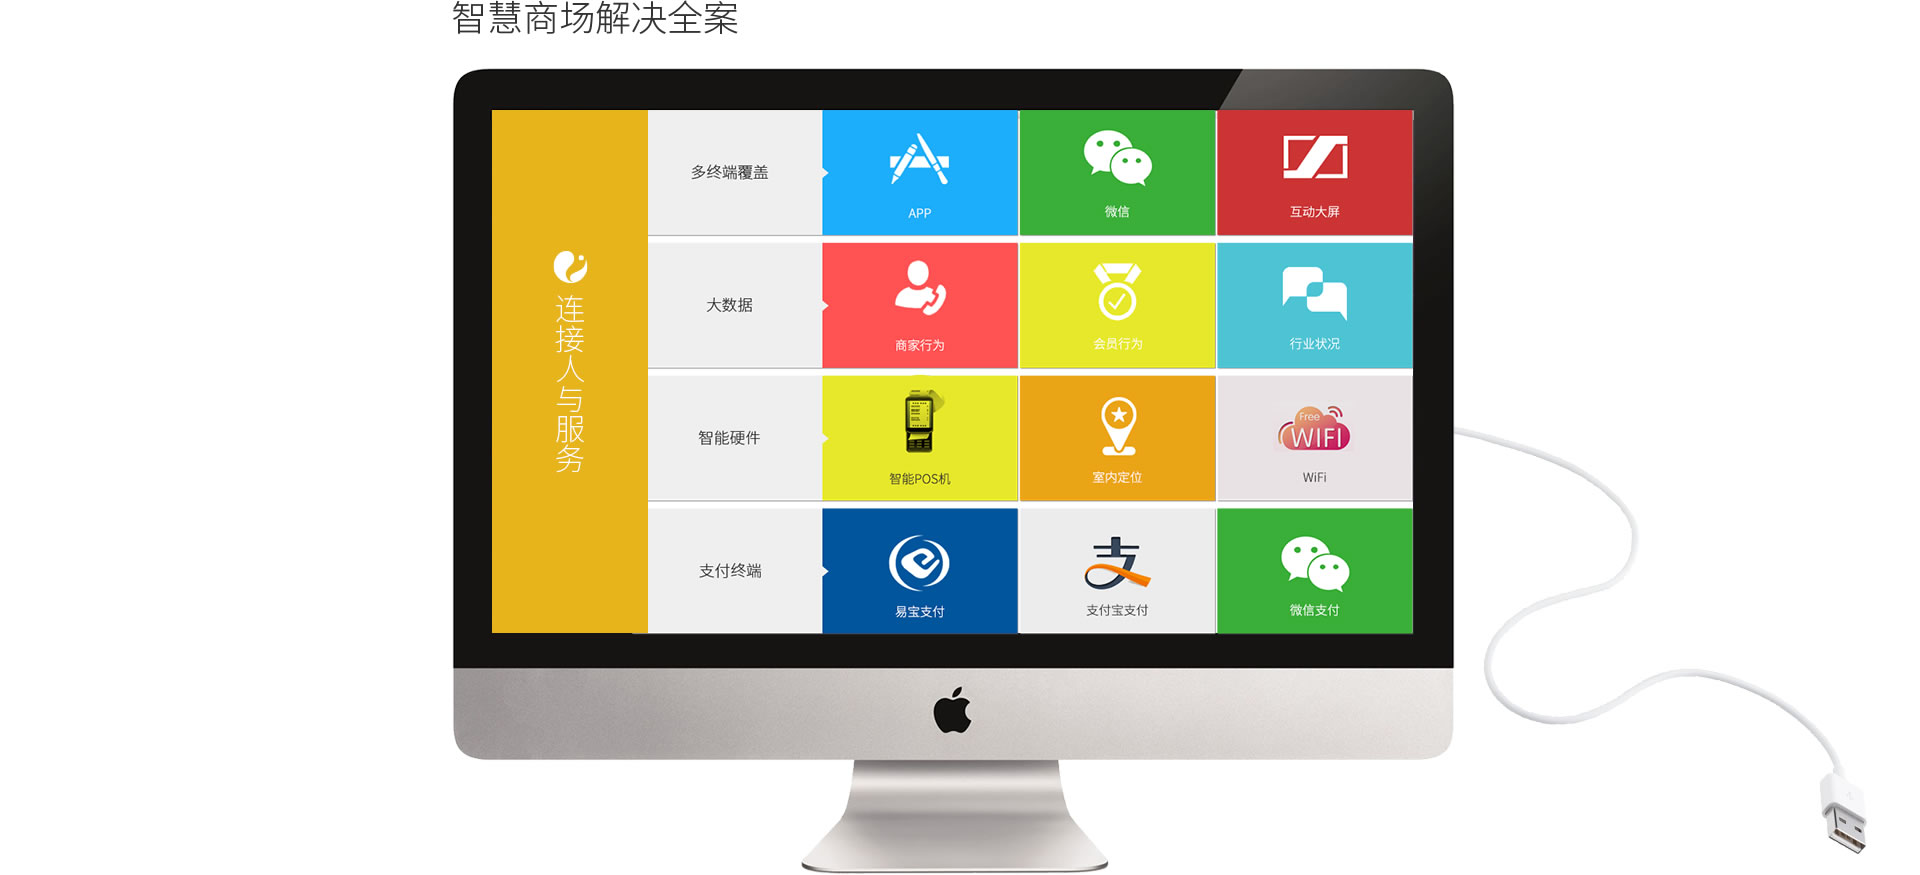 智慧商场解决全案
连接人与服务
多终端覆盖
APP
微信
互动大屏
大数据
商家行为
会员行为
行业状况
智能硬件
智能POS机
室内定位
Free
WIFI
WiFi
支付终端
易宝支付
支付宝支付
微信支付